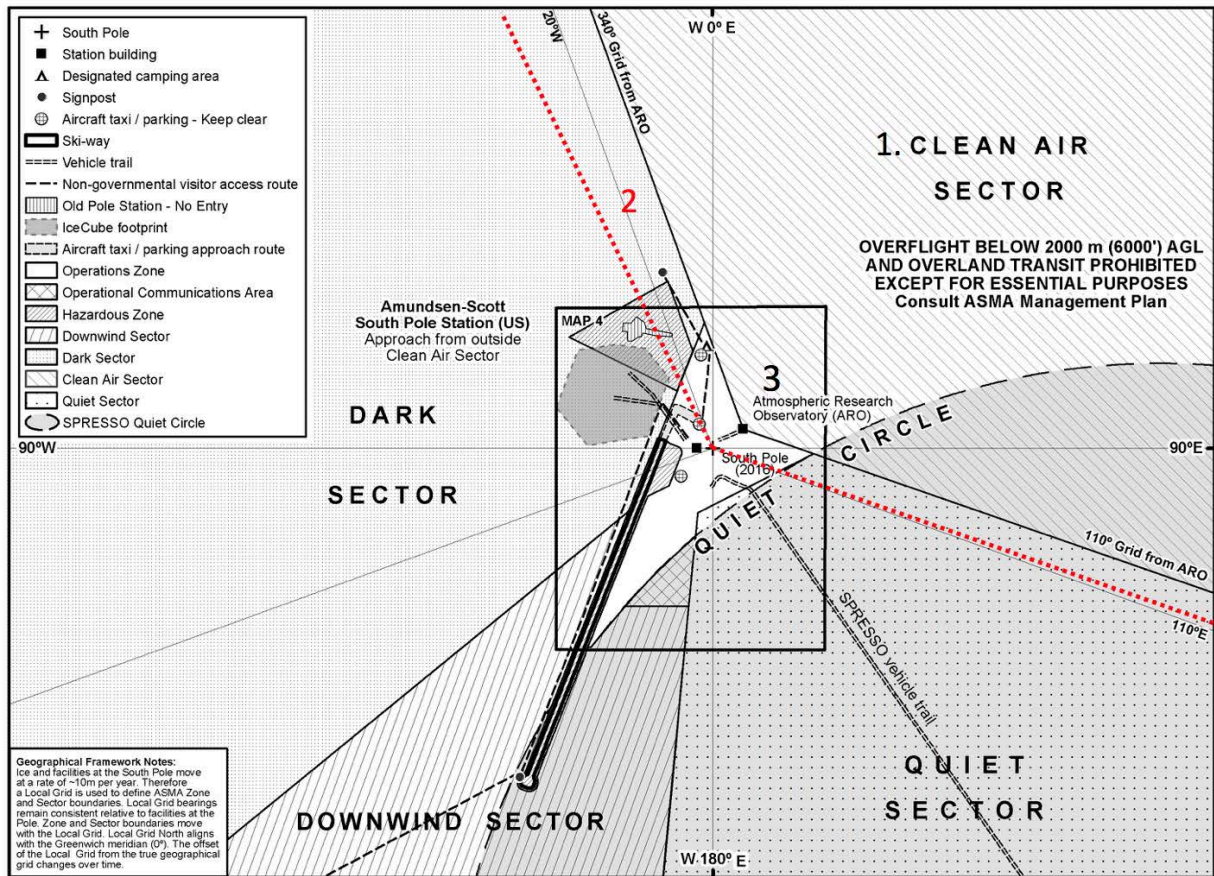 South Pole
Station building
Designated camping area
Signpost
Aircraft taxi / parking - Keep clear
Ski-way
Vehicle trail
Non-governmental visitor access route
Old Pole Station - No Entry
IceCube footprint
Aircraft taxi / parking approach route
Operations Zone
Operational Communications Area
Hazardous Zone
Downwind Sector
Dark Sector
Clean Air Sector
Quiet Sector
SPRESSO Quiet Circle
20ºW
340º Grid from ARO
W 0º E
1. CLEAN AIR
SECTOR
OVERFLIGHT BELOW 2000 m (6000') AGL
AND OVERLAND TRANSIT PROHIBITED
EXCEPT FOR ESSENTIAL PURPOSES
Consult ASMA Management Plan
2
Amundsen-Scott
South Pole Station (US)
Approach from outside
Clean Air Sector
MAP 4
3
Atmospheric Research
Observatory (ARO)
DARK
SECTOR
90ºW
South Pole
(2016)
QUIET CIRCLE
90ºE
110º Grid from ARO
110ºE
SPRESSO vehicle trail
QUIET
SECTOR
DOWNWIND SECTOR
W 180º E
Geographical Framework Notes:
Ice and facilities at the South Pole move
at a rate of ~10m per year. Therefore
a Local Grid is used to define ASMA Zone
and Sector boundaries. Local Grid bearings
remain consistent relative to facilities at the
Pole. Zone and Sector boundaries move
with the Local Grid. Local Grid North aligns
with the Greenwich meridian (0º). The offset
of the Local Grid from the true geographical
grid changes over time.